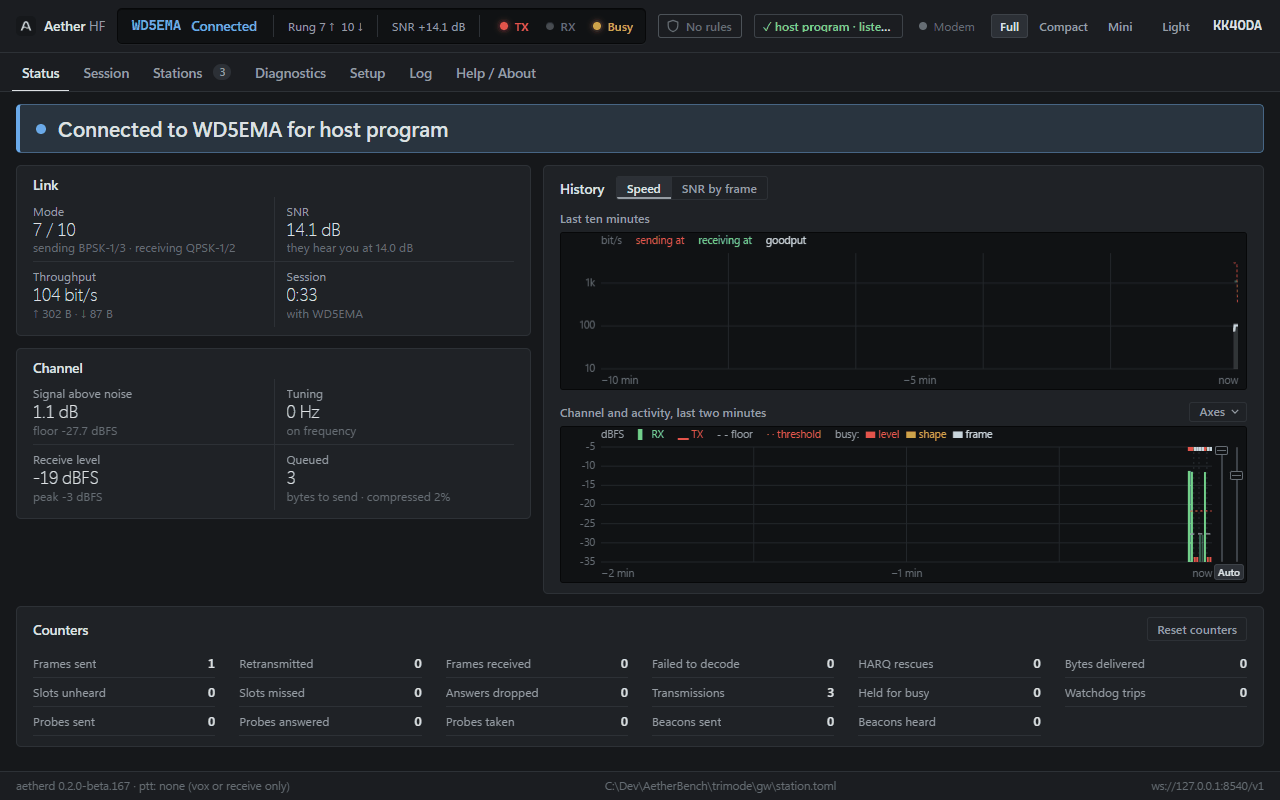 A Aether HF WD5EMA Connected Rung 7 ↑ 10 ↓ SNR +14.1 dB TX RX Busy No rules ✓ host program · liste… Modem Full Compact Mini Light KK4ODA
Status Session Stations 3 Diagnostics Setup Log Help / About
Connected to WD5EMA for host program
Link
Mode
7 / 10
sending BPSK-1/3 · receiving QPSK-1/2
SNR
14.1 dB
they hear you at 14.0 dB
Throughput
104 bit/s
↑ 302 B · ↓ 87 B
Session
0:33
with WD5EMA
Channel
Signal above noise
1.1 dB
floor -27.7 dBFS
Tuning
0 Hz
on frequency
Receive level
-19 dBFS
peak -3 dBFS
Queued
3
bytes to send · compressed 2%
History Speed SNR by frame
Last ten minutes
bit/s sending at receiving at goodput
1k
100
10
−10 min −5 min now
Channel and activity, last two minutes Axes
dBFS RX TX floor threshold busy: level shape frame
-5
-10
-15
-20
-25
-30
-35
−2 min −1 min now Auto
Counters Reset counters
Frames sent 1 Retransmitted 0 Frames received 0 Failed to decode 0 HARQ rescues 0 Bytes delivered 0
Slots unheard 0 Slots missed 0 Answers dropped 0 Transmissions 3 Held for busy 0 Watchdog trips 0
Probes sent 0 Probes answered 0 Probes taken 0 Beacons sent 0 Beacons heard 0
aetherd 0.2.0-beta.167 · ptt: none (vox or receive only) C:\Dev\AetherBench\trimode\gw\station.toml ws://127.0.0.1:8540/v1